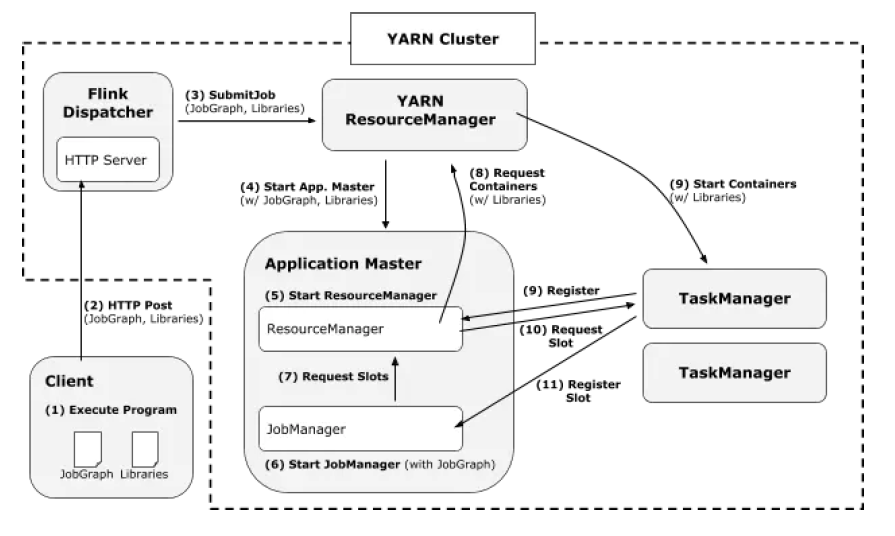 YARN Cluster
Flink
Dispatcher
HTTP Server
(3) SubmitJob
(JobGraph, Libraries)
YARN
ResourceManager
(4) Start App. Master
(w/ JobGraph, Libraries)
(8) Request
Containers
(w/ Libraries)
(9) Start Containers
(w/ Libraries)
(2) HTTP Post
(JobGraph, Libraries)
Client
(1) Execute Program
JobGraph
Libraries
Application Master
(5) Start ResourceManager
ResourceManager
(7) Request Slots
JobManager
(6) Start JobManager (with JobGraph)
(9) Register
(10) Request
Slot
(11) Register
Slot
TaskManager
TaskManager